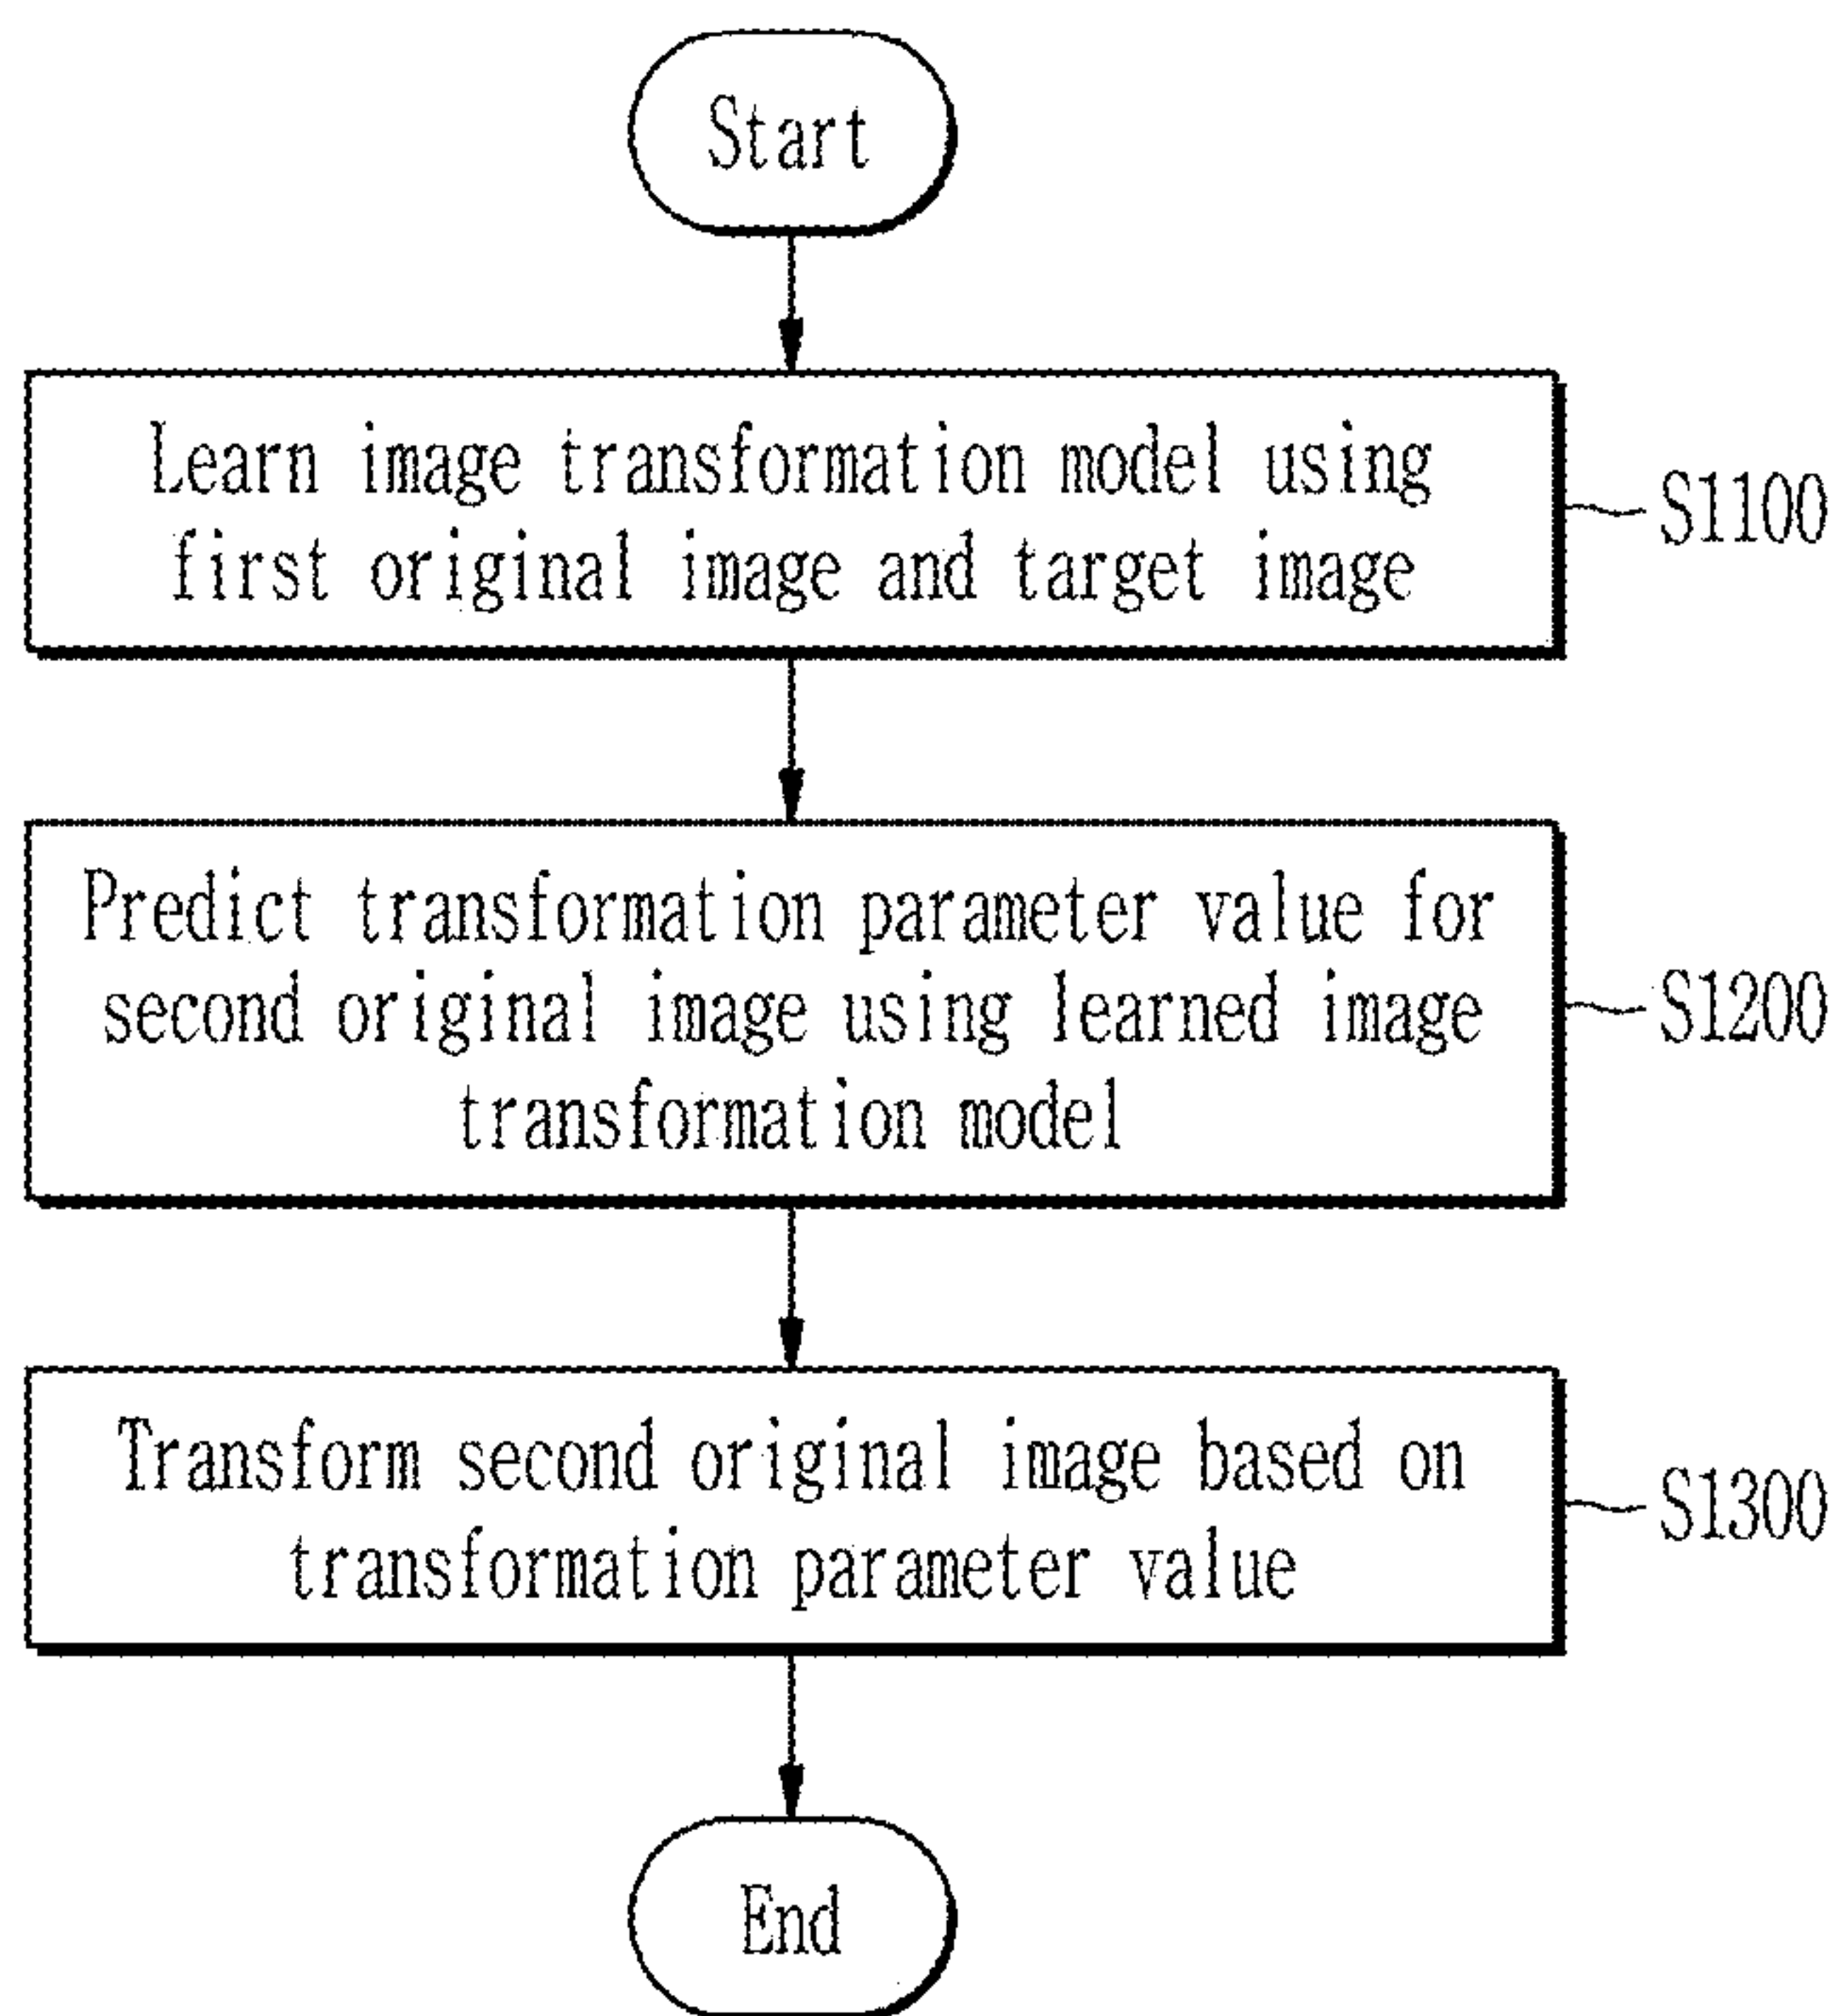 Start
Learn image transformation model using
first original image and target image
S1100
Predict transformation parameter value for
second original image using learned image
transformation model
S1200
Transform second original image based on
transformation parameter value
S1300
End